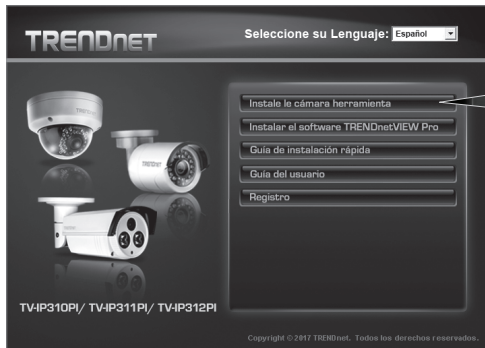 TRENDNET
Seleccione su Lenguaje: Español
Instale le cámara herramienta
Instalar el software TRENDnetVIEW Pro
Guía de instalación rápida
Guía del usuario
Registro
TV-IP310PI/ TV-IP311PI/ TV-IP312PI
Copyright © 2017 TRENDnet. Todos los derechos reservados.